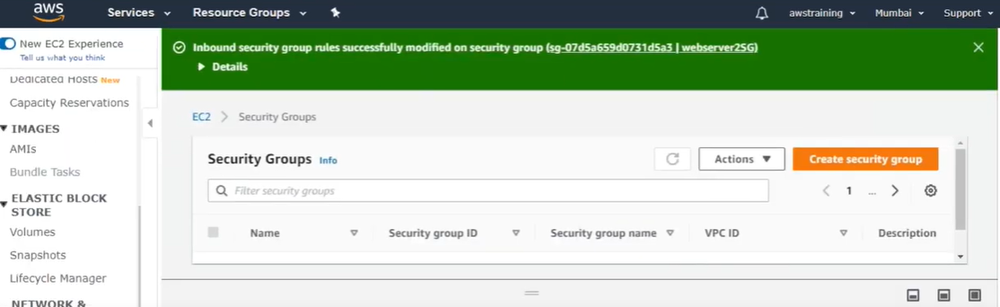 aws Services Resource Groups awstraining Mumbai Support
New EC2 Experience
Tell us what you think
Dedicated Hosts New
Capacity Reservations
IMAGES
AMIs
Bundle Tasks
ELASTIC BLOCK
STORE
Volumes
Snapshots
Lifecycle Manager
NETWORK &
Inbound security group rules successfully modified on security group (sg-07d5a659d0731d5a3 | webserver2SG)
Details
EC2 > Security Groups
Security Groups Info Actions Create security group
Filter security groups 1 ...
Name Security group ID Security group name VPC ID Description